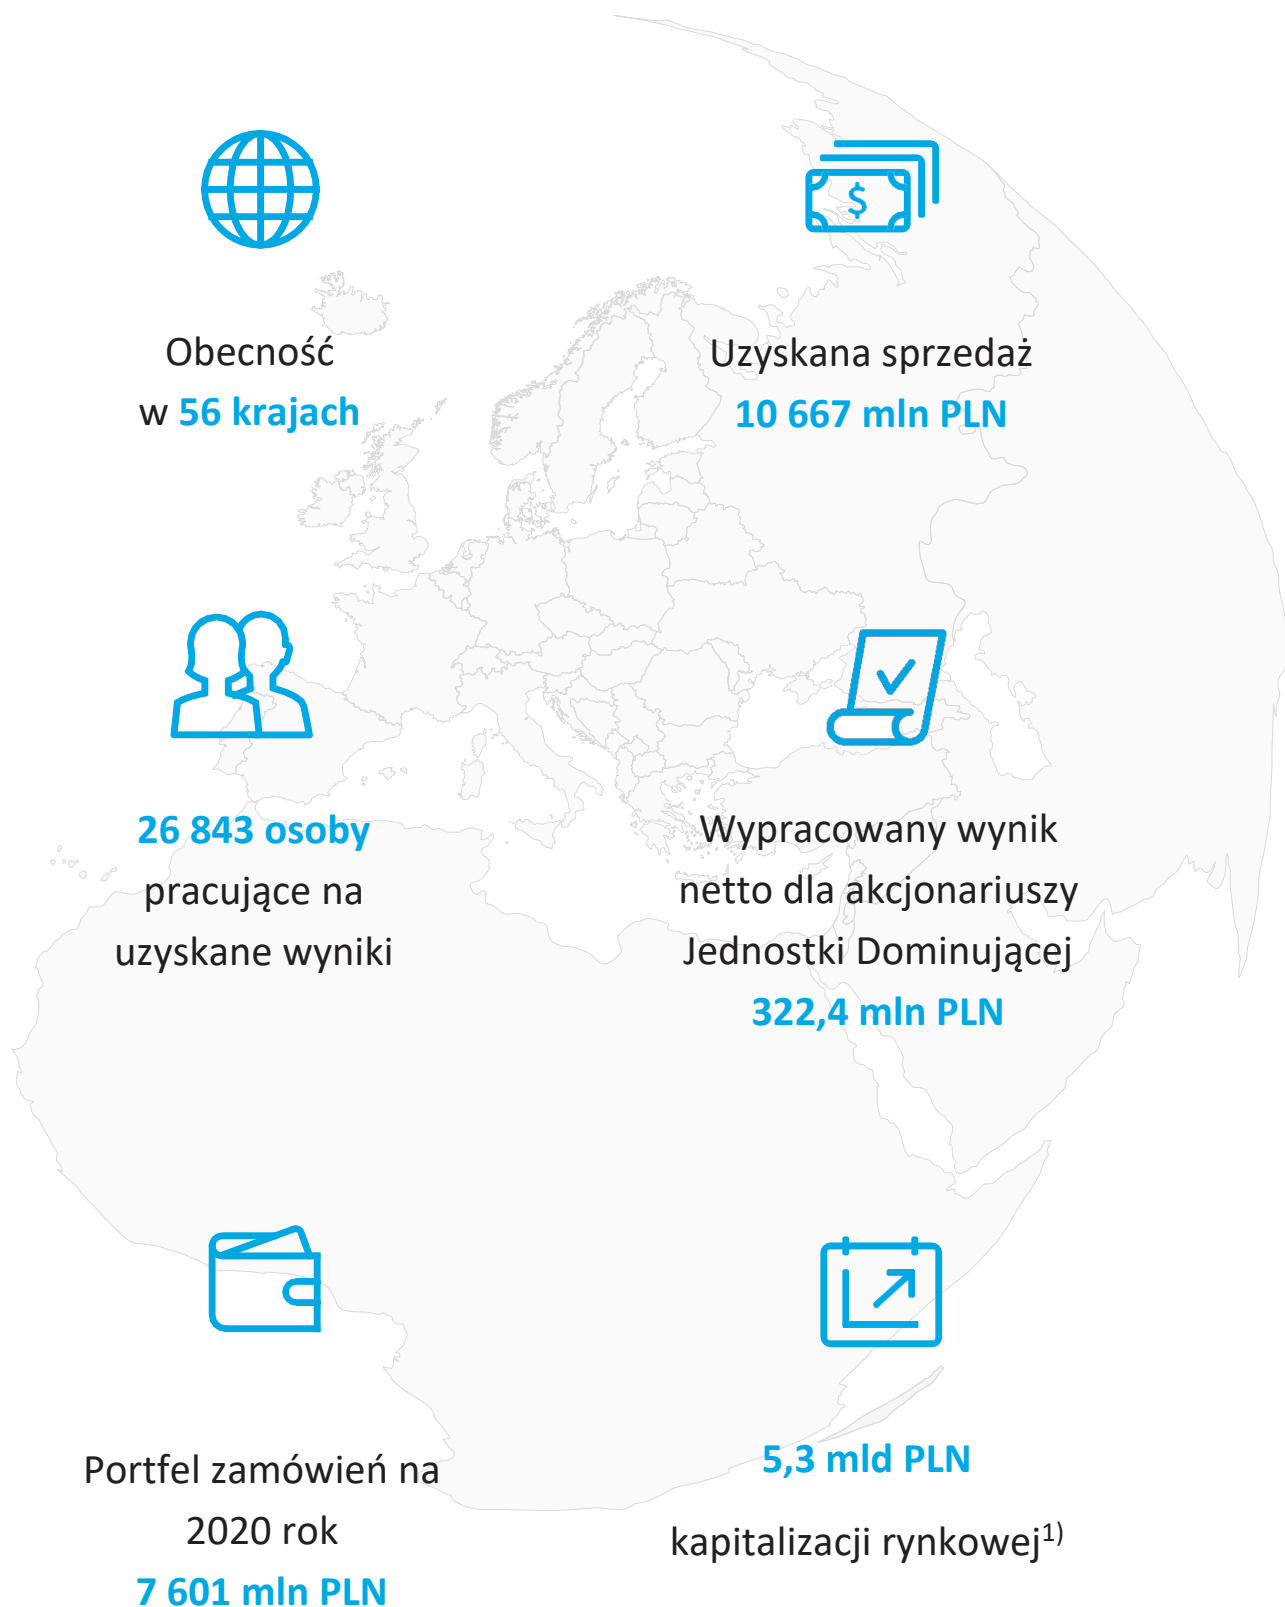 Obecność
w 56 krajach
$
Uzyskana sprzedaż
10 667 mln PLN
26 843 osoby
pracujące na
uzyskane wyniki
Wypracowany wynik
netto dla akcjonariuszy
Jednostki Dominującej
322,4 mln PLN
Portfel zamówień na
2020 rok
7 601 mln PLN
5,3 mld PLN
kapitalizacji rynkowej1)